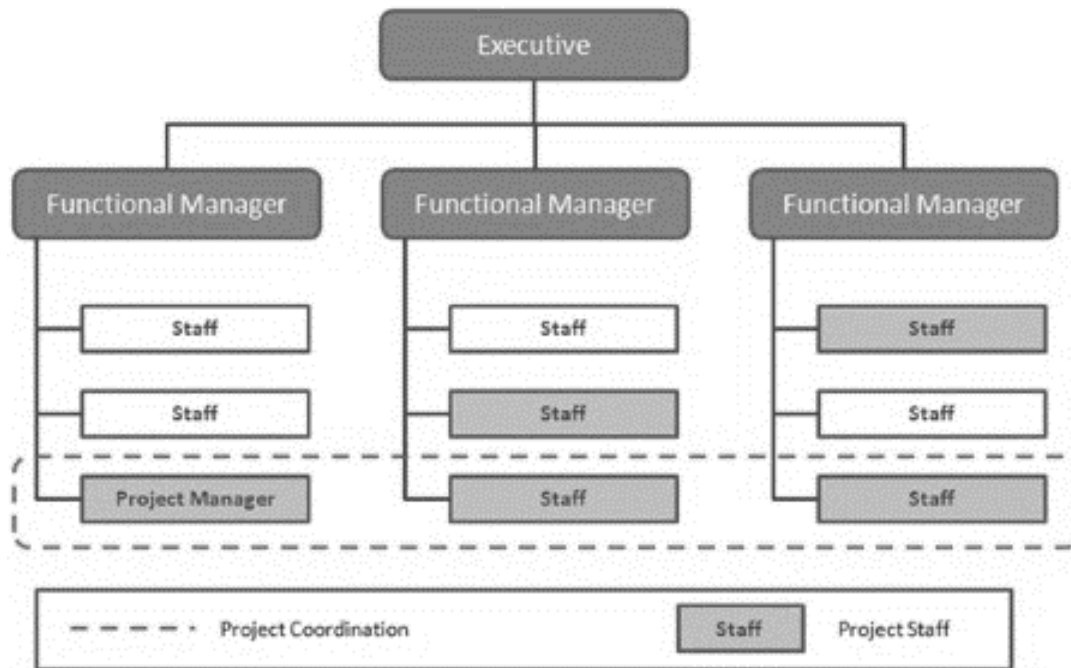 Executive
Functional Manager Functional Manager Functional Manager
Staff Staff Staff
Staff Staff Staff
Project Manager Staff Staff
Project Coordination Staff Project Staff